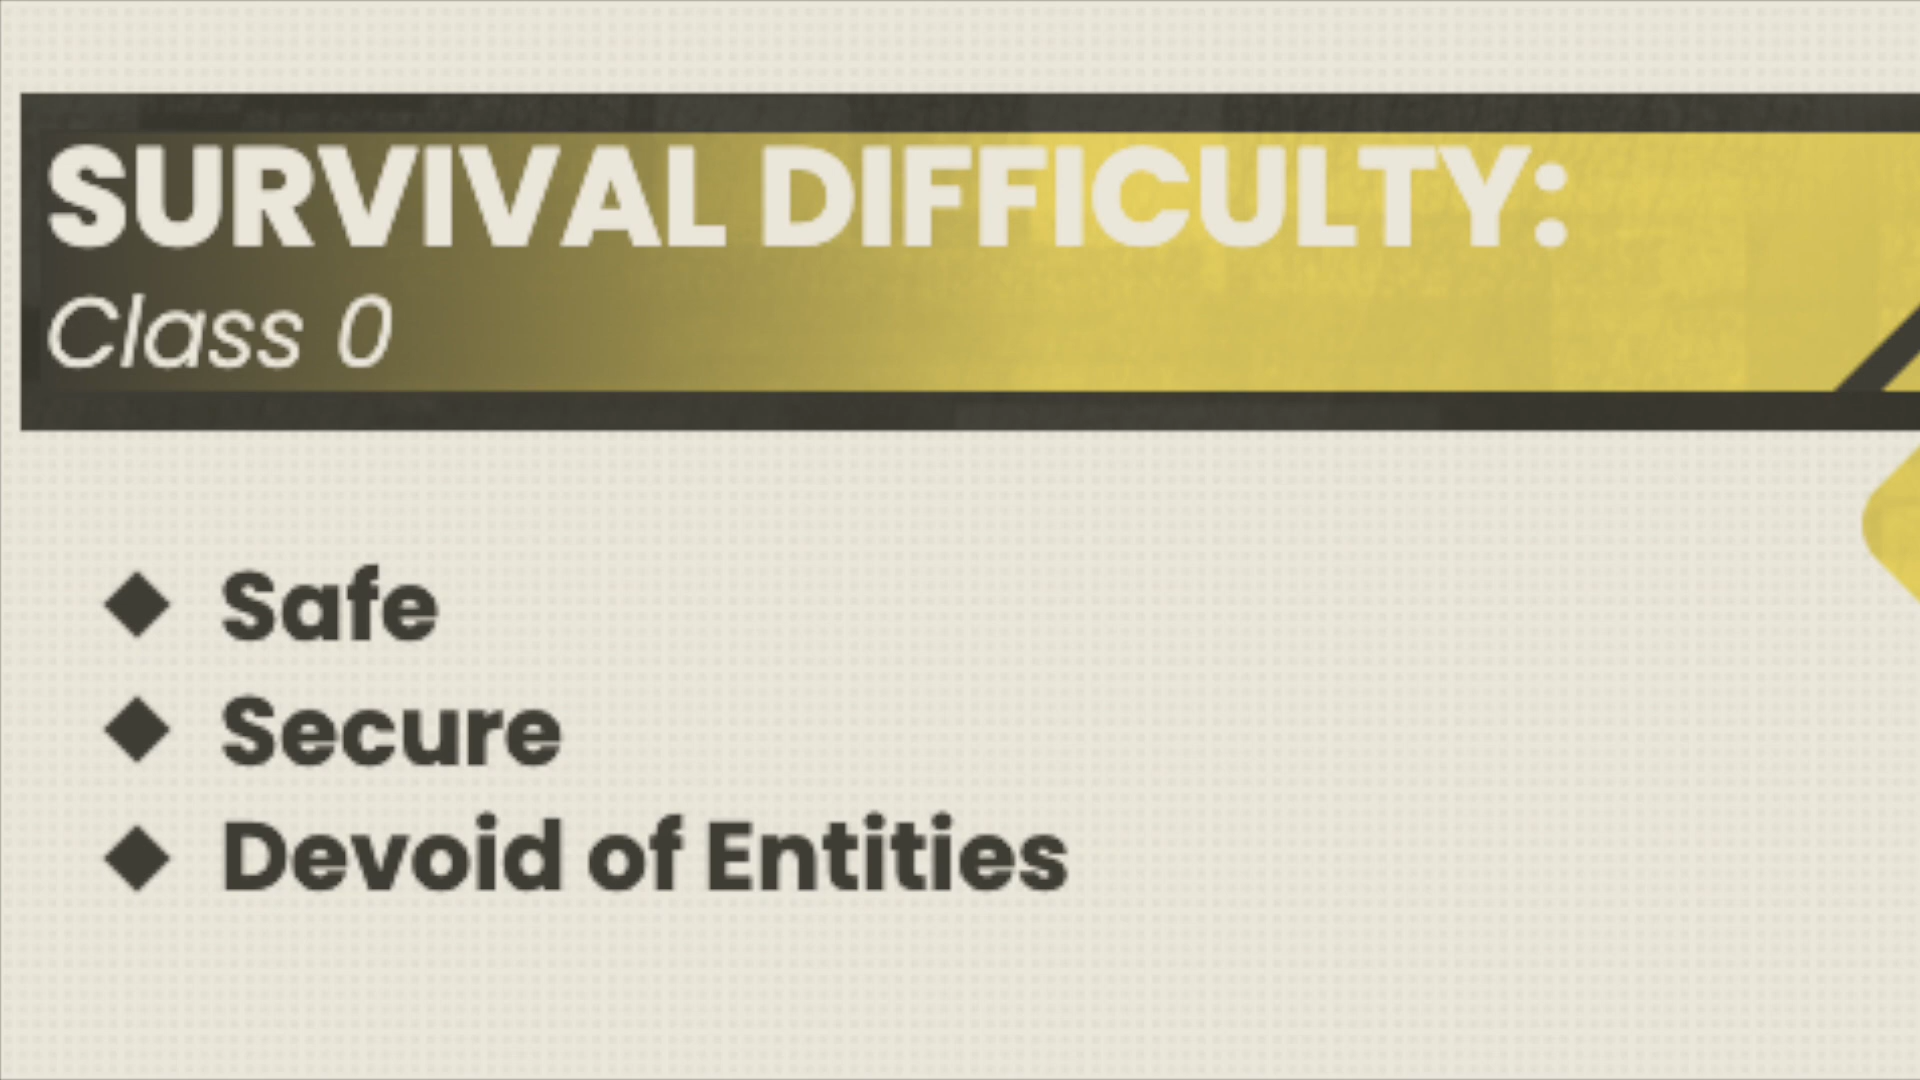 SURVIVAL DIFFICULTY:
Class 0
Safe
Secure
Devoid of Entities